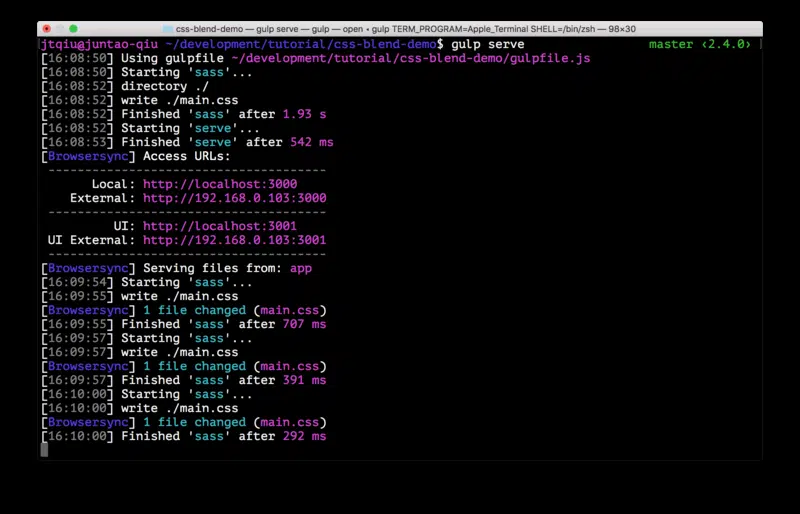 css-blend-demo — gulp serve — gulp — open • gulp TERM_PROGRAM=Apple_Terminal SHELL=/bin/zsh — 98×30
jtqiu@juntao-qiu ~/development/tutorial/css-blend-demo$ gulp serve master ‹2.4.0›
[16:08:50] Using gulpfile ~/development/tutorial/css-blend-demo/gulpfile.js
[16:08:50] Starting 'sass'...
[16:08:52] directory ./
[16:08:52] write ./main.css
[16:08:52] Finished 'sass' after 1.93 s
[16:08:52] Starting 'serve'...
[16:08:53] Finished 'serve' after 542 ms
[Browsersync] Access URLs:
--------------------------------------
Local: http://localhost:3000
External: http://192.168.0.103:3000
--------------------------------------
UI: http://localhost:3001
UI External: http://192.168.0.103:3001
--------------------------------------
[Browsersync] Serving files from: app
[16:09:54] Starting 'sass'...
[16:09:55] write ./main.css
[Browsersync] 1 file changed (main.css)
[16:09:55] Finished 'sass' after 707 ms
[16:09:57] Starting 'sass'...
[16:09:57] write ./main.css
[Browsersync] 1 file changed (main.css)
[16:09:57] Finished 'sass' after 391 ms
[16:10:00] Starting 'sass'...
[16:10:00] write ./main.css
[Browsersync] 1 file changed (main.css)
[16:10:00] Finished 'sass' after 292 ms